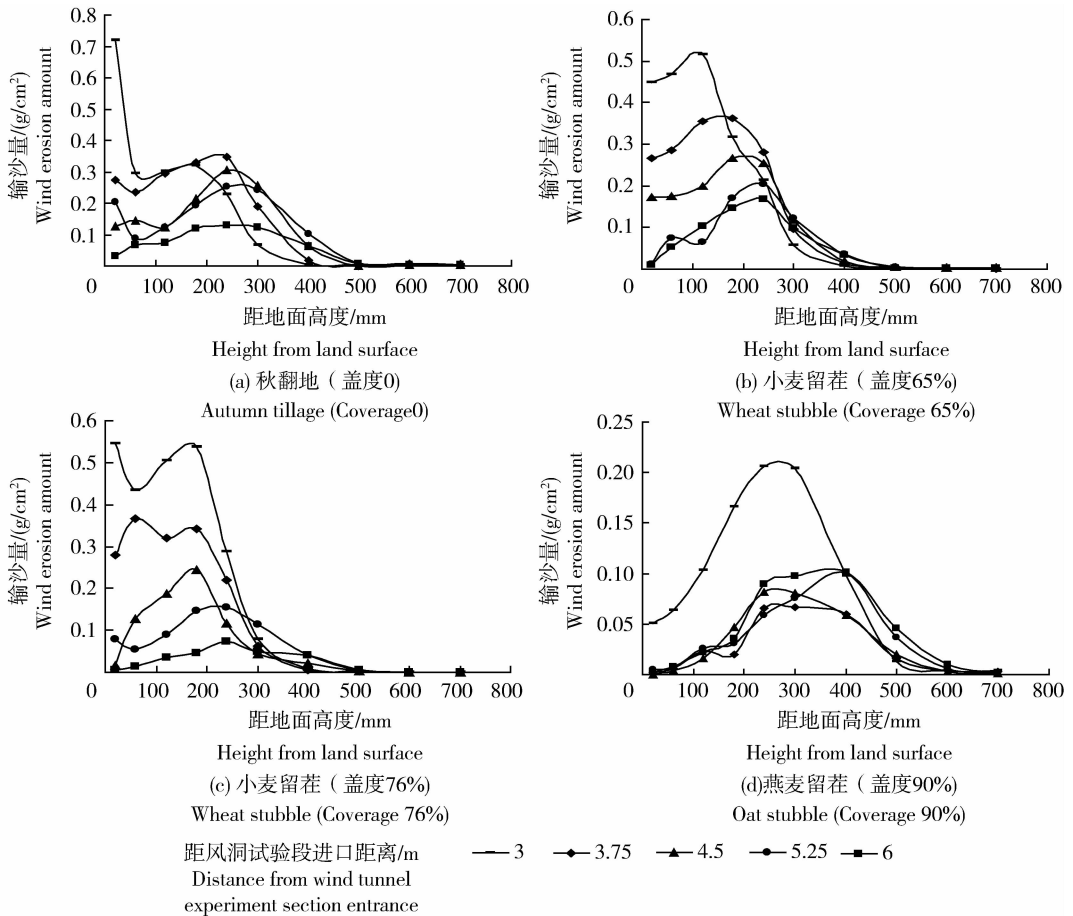 0.8
0.7
0.6
0.5
0.4
0.3
0.2
0.1
0 100 200 300 400 500 600 700 800
输沙量/(g/cm²)
Wind erosion amount
距地面高度/mm
Height from land surface
(a) 秋翻地（盖度0)
Autumn tillage (Coverage0)
0.6
0.5
0.4
0.3
0.2
0.1
0 100 200 300 400 500 600 700 800
输沙量/(g/cm²)
Wind erosion amount
距地面高度/mm
Height from land surface
(b) 小麦留茬（盖度65%)
Wheat stubble (Coverage 65%)
0.6
0.5
0.4
0.3
0.2
0.1
0 100 200 300 400 500 600 700 800
输沙量/(g/cm²)
Wind erosion amount
距地面高度/mm
Height from land surface
(c) 小麦留茬（盖度76%)
Wheat stubble (Coverage 76%)
0.25
0.20
0.15
0.10
0.05
0 100 200 300 400 500 600 700 800
输沙量/(g/cm²)
Wind erosion amount
距地面高度/mm
Height from land surface
(d)燕麦留茬（盖度90%)
Oat stubble (Coverage 90%)
距风洞试验段进口距离/m
Distance from wind tunnel
experiment section entrance
3 3.75 4.5 5.25 6